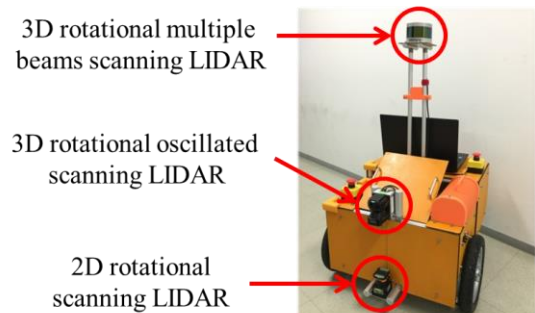 3D rotational multiple
beams scanning LIDAR
3D rotational oscillated
scanning LIDAR
2D rotational
scanning LIDAR